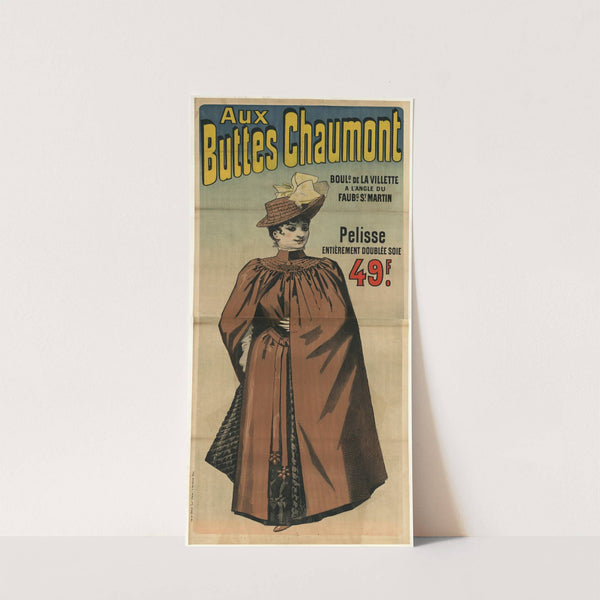 Aux
Buttes Chaumont
BOULD DE LA VILLETTE
A L'ANGLE DU
FAUBG ST MARTIN
Pelisse
ENTIÈREMENT DOUBLÉE SOIE
49F.